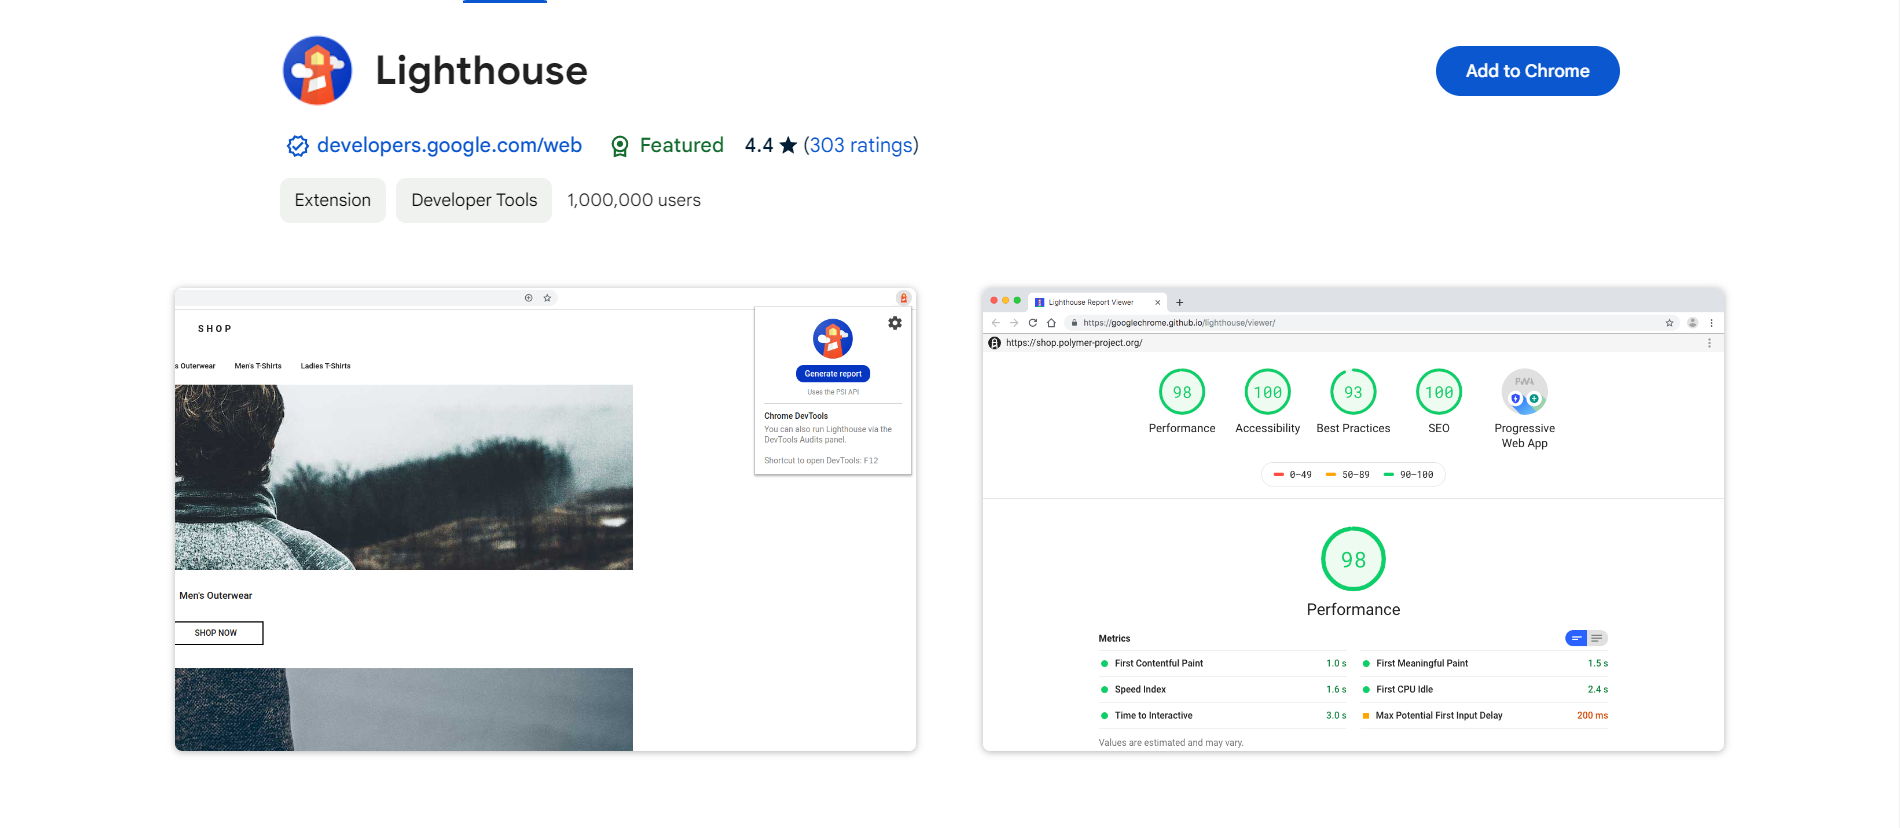 Lighthouse
Add to Chrome
developers.google.com/web Featured 4.4 ★ (303 ratings)
Extension Developer Tools 1,000,000 users
SHOP
s Outerwear Men's T-Shirts Ladies T-Shirts
Generate report
Uses the PSI API
Chrome DevTools
You can also run Lighthouse via the
DevTools Audits panel.
Shortcut to open DevTools: F12
Men's Outerwear
SHOP NOW
Lighthouse Report Viewer
https://googlechrome.github.io/lighthouse/viewer/
https://shop.polymer-project.org/
98 100 93 100 PWA
Performance Accessibility Best Practices SEO Progressive
Web App
0–49 50–89 90–100
98
Performance
Metrics
First Contentful Paint 1.0 s First Meaningful Paint 1.5 s
Speed Index 1.6 s First CPU Idle 2.4 s
Time to Interactive 3.0 s Max Potential First Input Delay 200 ms
Values are estimated and may vary.